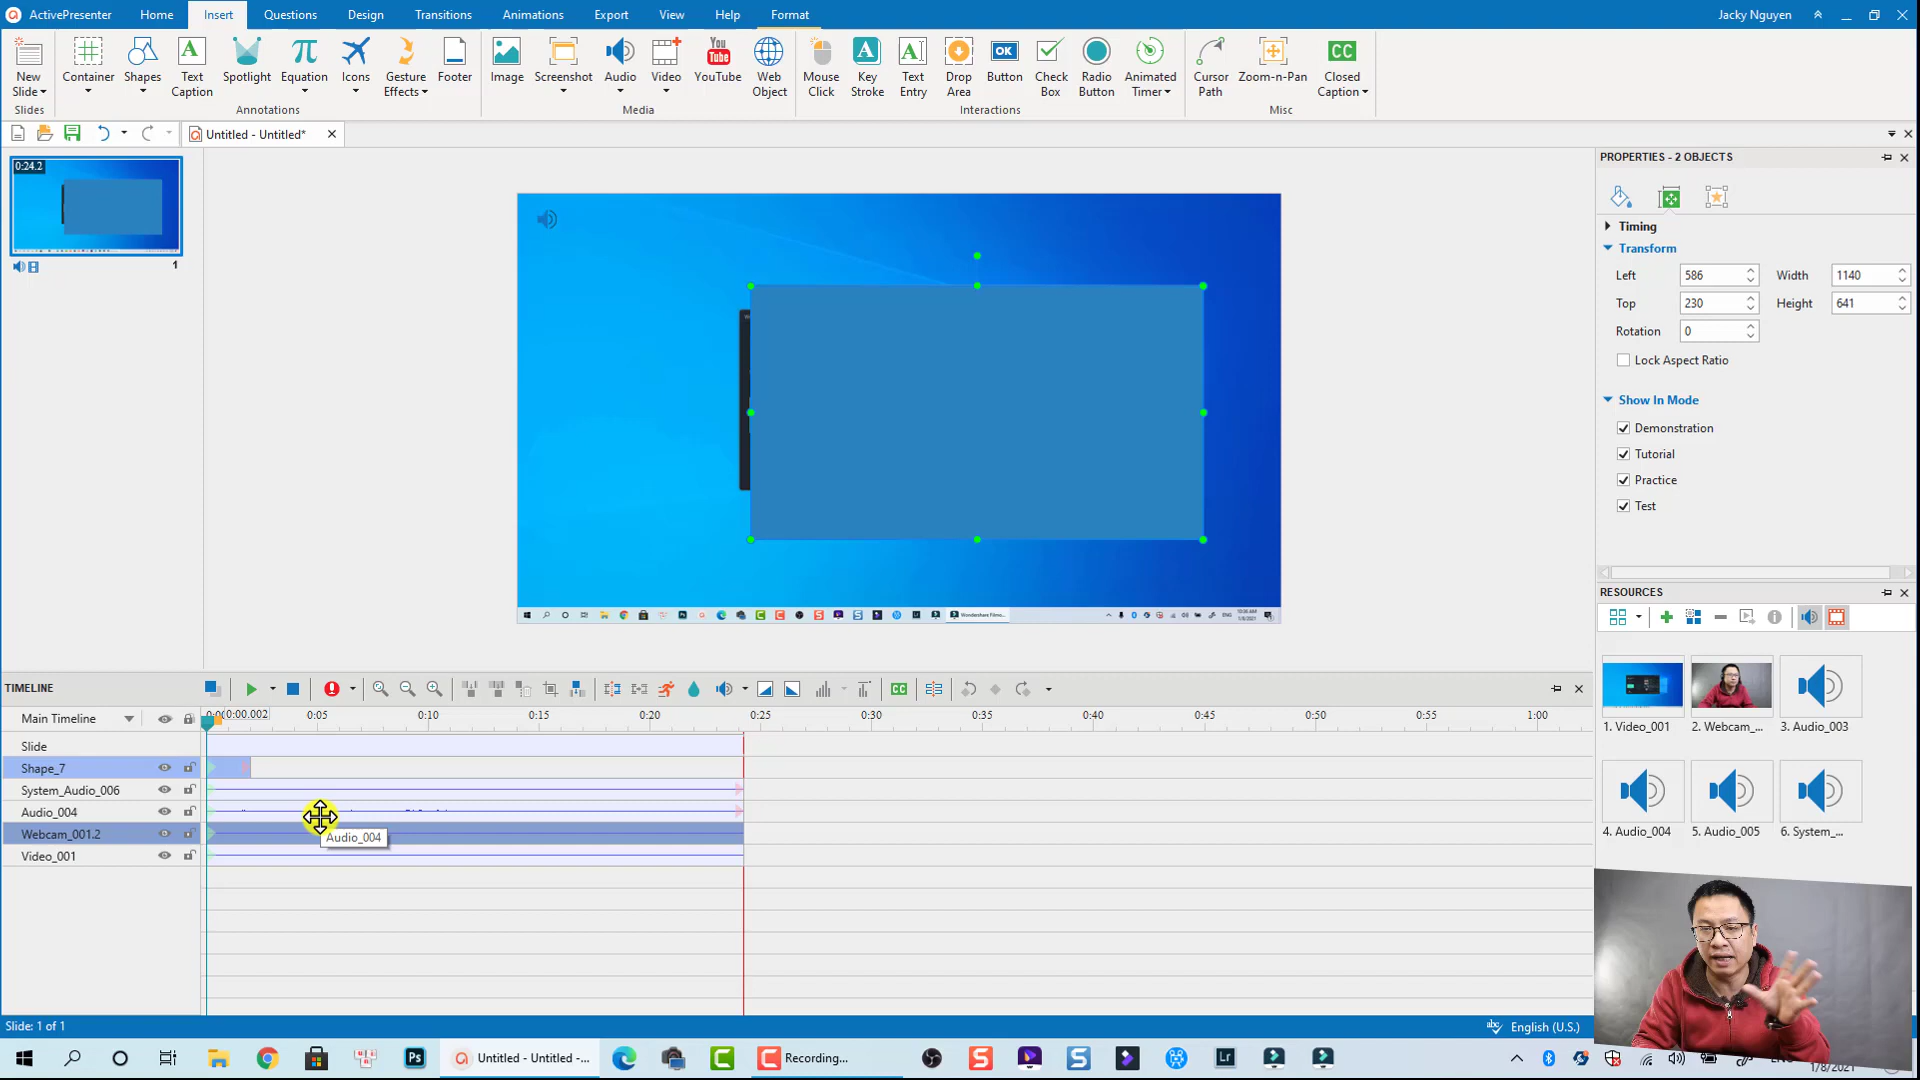 ActivePresenter Home Insert Questions Design Transitions Animations Export View Help Format Jacky Nguyen
New Slide Container Shapes Text Caption Spotlight Equation Icons Gesture Effects Footer Image Screenshot Audio Video YouTube Web Object Mouse Click Key Stroke Text Entry Drop Area Button Check Box Radio Button Animated Timer Cursor Path Zoom-n-Pan Closed Caption
Slides Annotations Media Interactions Misc
Untitled - Untitled*
0:24.2
1
PROPERTIES - 2 OBJECTS
Timing
Transform
Left 586 Width 1140
Top 230 Height 641
Rotation 0
Lock Aspect Ratio
Show In Mode
Demonstration
Tutorial
Practice
Test
RESOURCES
1. Video_001 2. Webcam_... 3. Audio_003
4. Audio_004 5. Audio_005 6. System_...
TIMELINE
Main Timeline 0:00.002 0:05 0:10 0:15 0:20 0:25 0:30 0:35 0:40 0:45 0:50 0:55 1:00
Slide
Shape_7
System_Audio_006
Audio_004
Audio_004
Webcam_001.2
Video_001
Slide: 1 of 1 English (U.S.)
Untitled - Untitled -... Recording...
1/8/2021